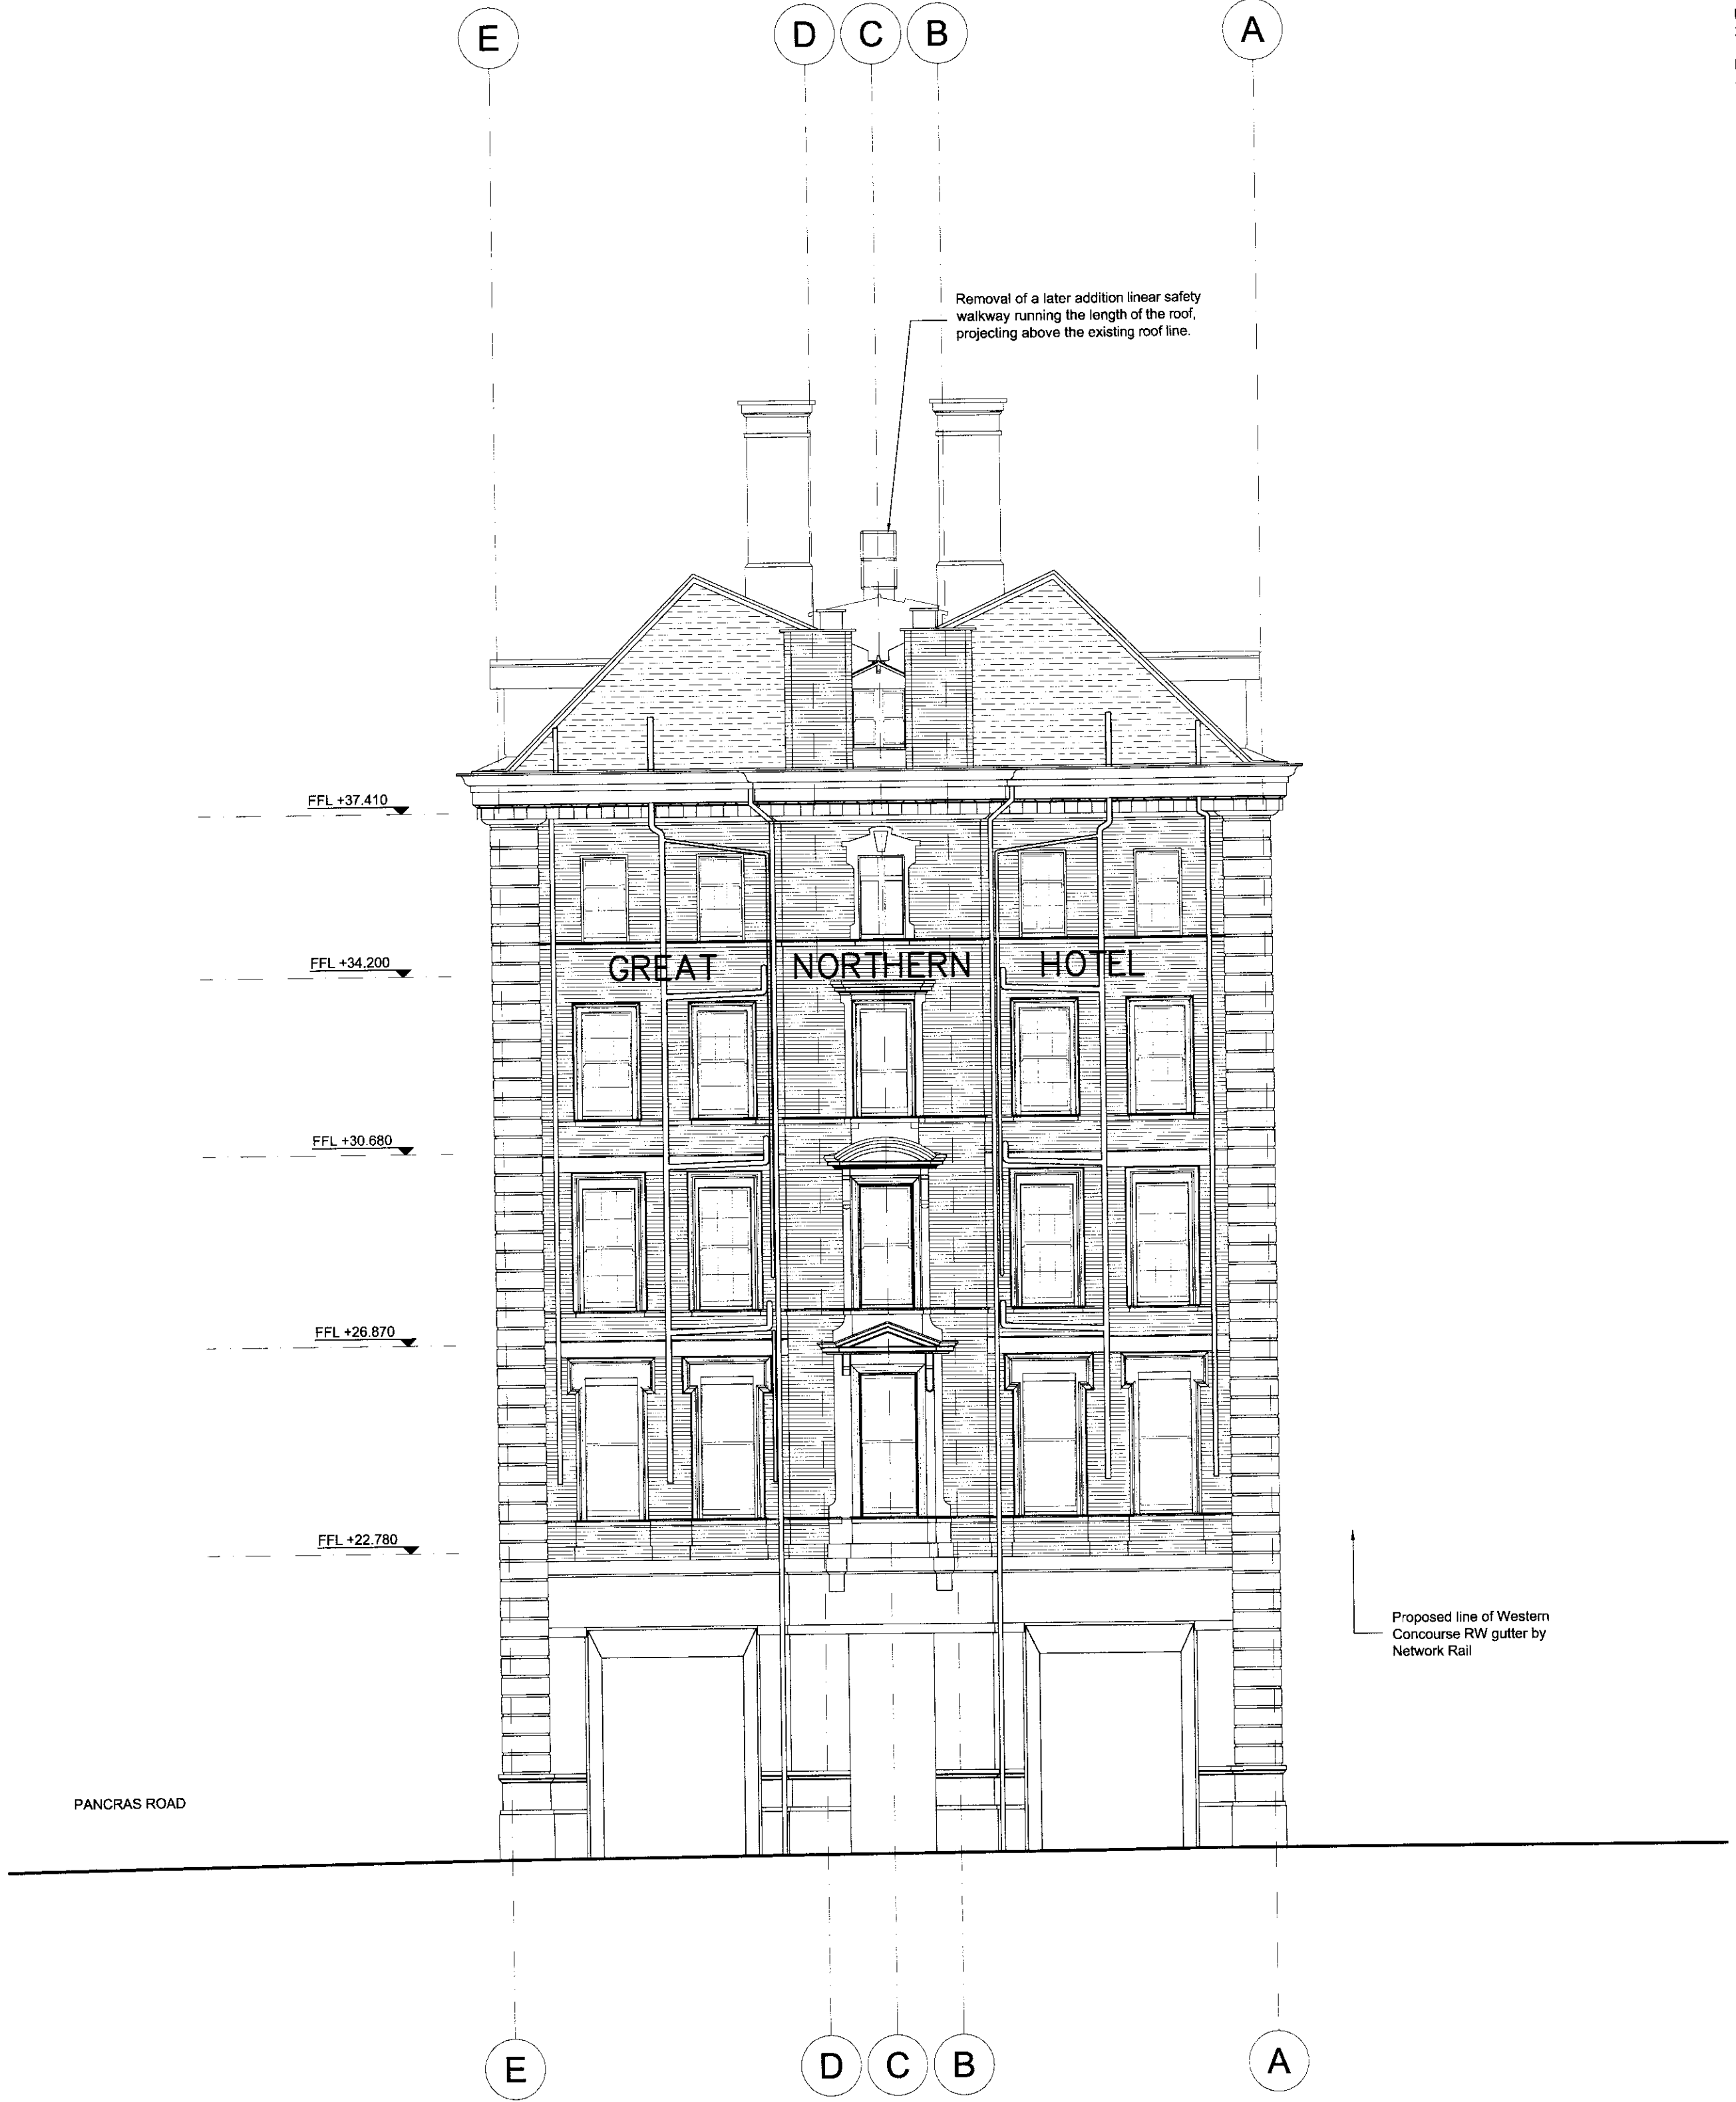 E D C B A
Removal of a later addition linear safety
walkway running the length of the roof,
projecting above the existing roof line.
FFL +37.410
FFL +34.200
GREAT NORTHERN HOTEL
FFL +30.680
FFL +26.870
FFL +22.780
Proposed line of Western
Concourse RW gutter by
Network Rail
PANCRAS ROAD
E D C B A